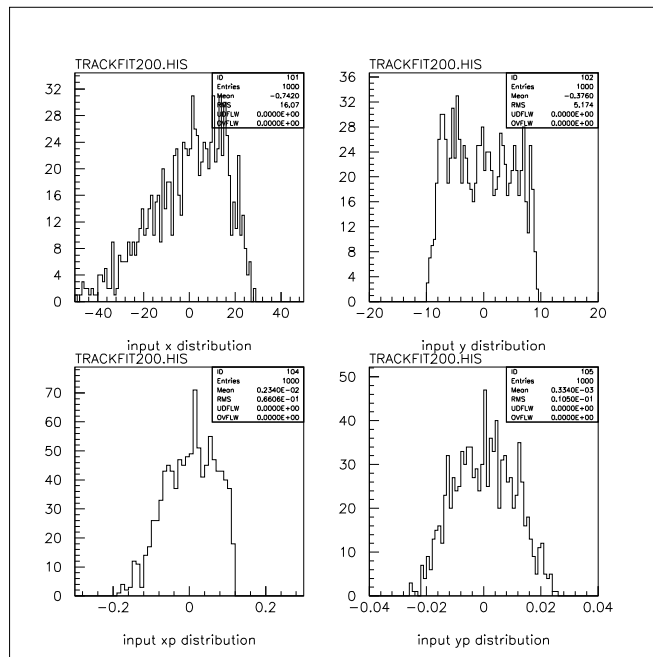 TRACKFIT200.HIS
ID 101
Entries 1000
Mean -0.7420
RMS 16.07
UDFLW 0.0000E+00
OVFLW 0.0000E+00
32
28
24
20
16
12
8
4
0
-40 -20 0 20 40
input x distribution
TRACKFIT200.HIS
ID 102
Entries 1000
Mean -0.3760
RMS 5.174
UDFLW 0.0000E+00
OVFLW 0.0000E+00
36
32
28
24
20
16
12
8
4
0
-20 -10 0 10 20
input y distribution
TRACKFIT200.HIS
ID 104
Entries 1000
Mean 0.2340E-02
RMS 0.6606E-01
UDFLW 0.0000E+00
OVFLW 0.0000E+00
70
60
50
40
30
20
10
0
-0.2 0 0.2
input xp distribution
TRACKFIT200.HIS
ID 105
Entries 1000
Mean 0.3340E-03
RMS 0.1050E-01
UDFLW 0.0000E+00
OVFLW 0.0000E+00
50
40
30
20
10
0
-0.04 -0.02 0 0.02 0.04
input yp distribution